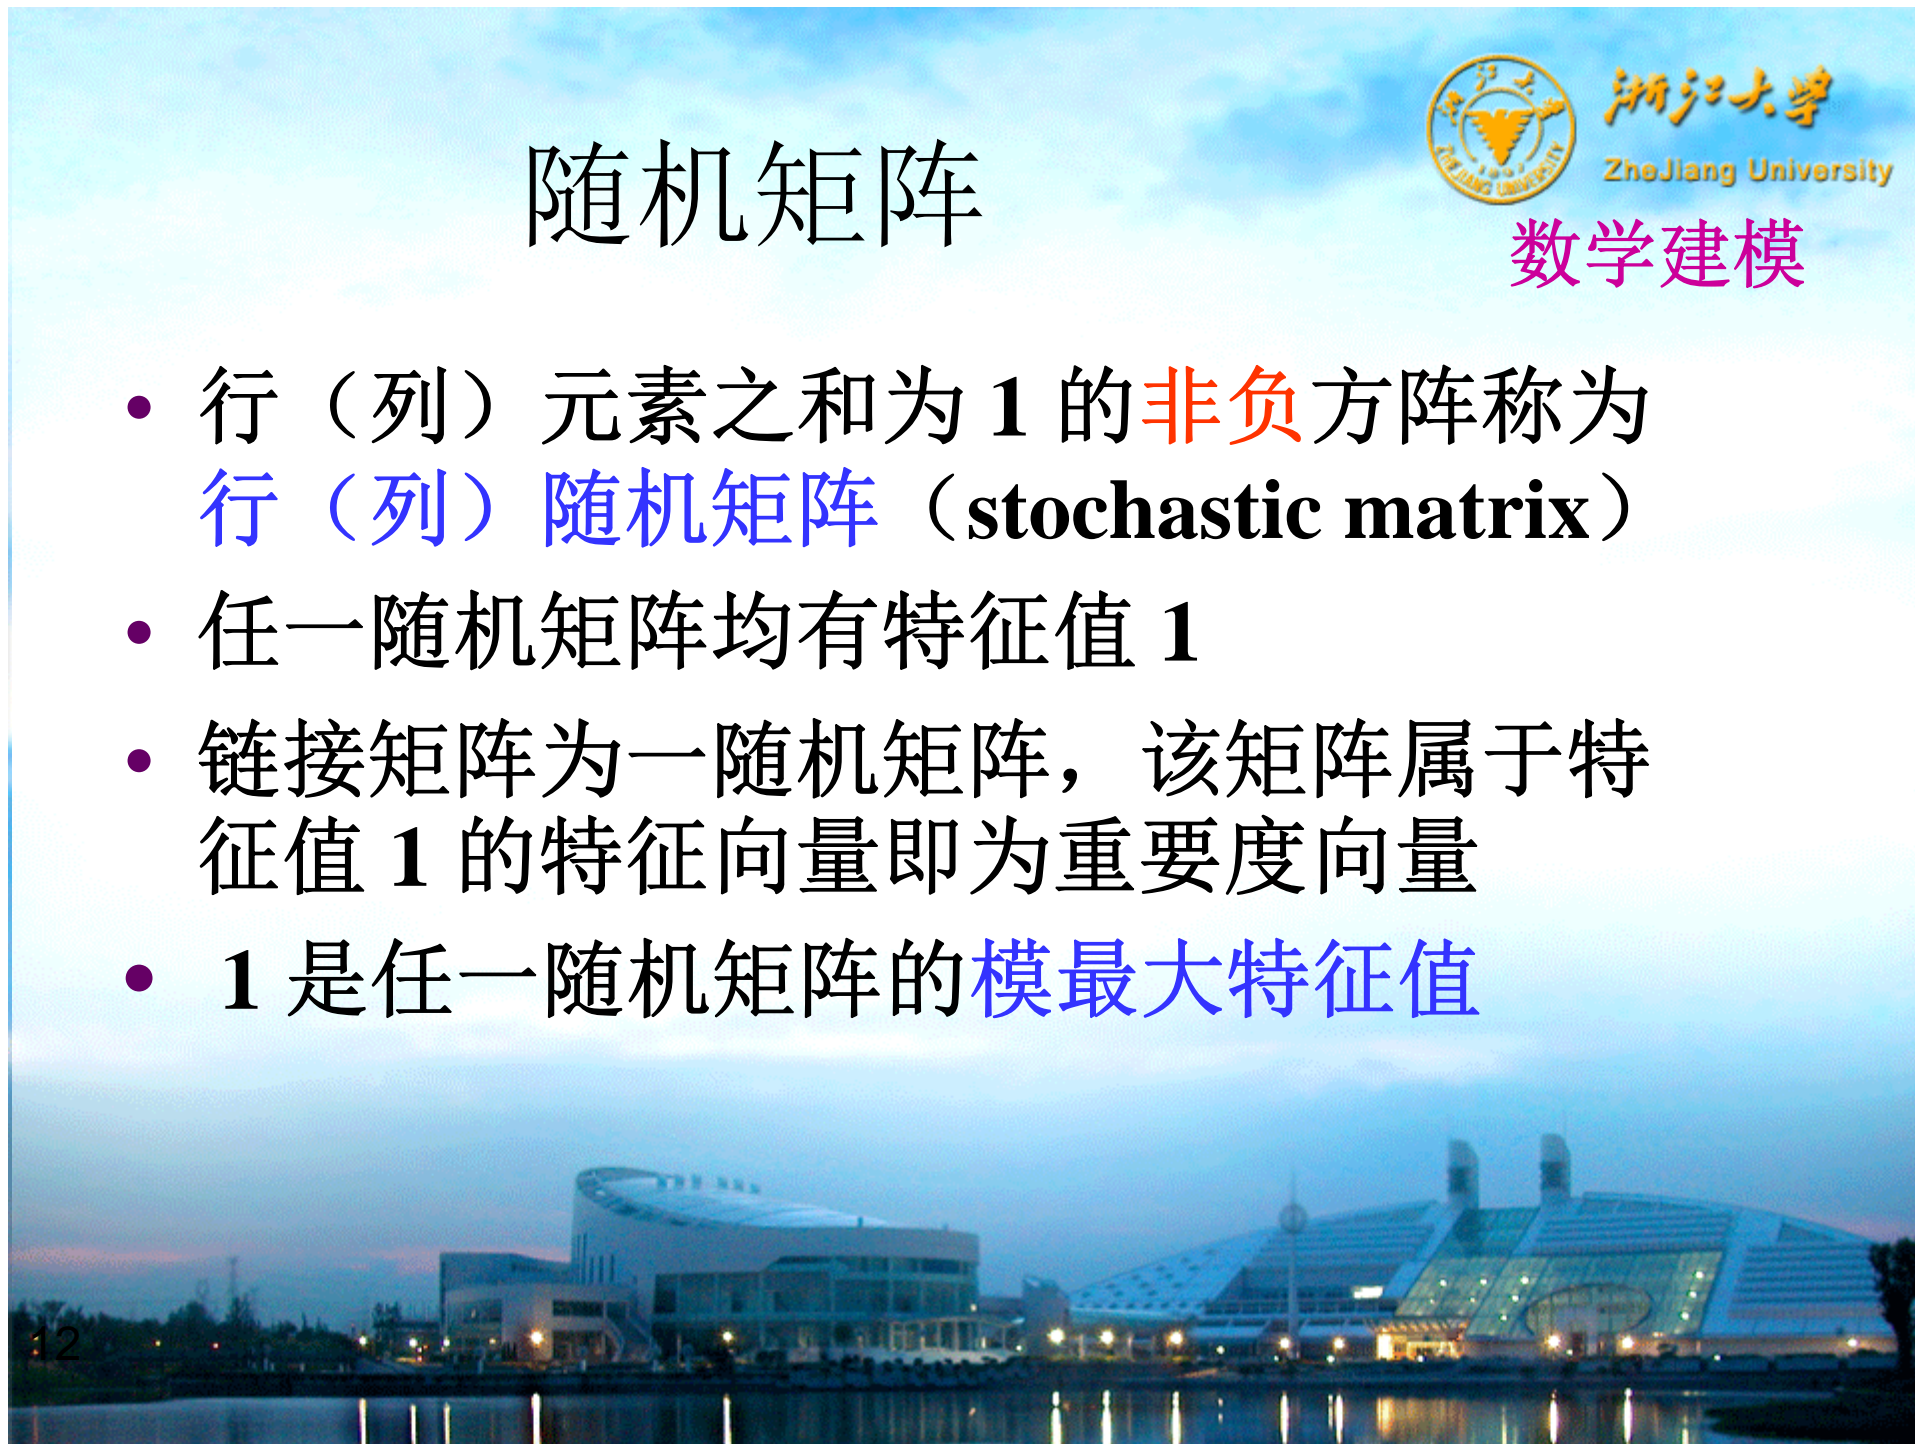 浙江大学
ZheJiang University
随机矩阵
数学建模
• 行（列）元素之和为 1 的非负方阵称为
行（列）随机矩阵（stochastic matrix）
• 任一随机矩阵均有特征值 1
• 链接矩阵为一随机矩阵，该矩阵属于特
征值 1 的特征向量即为重要度向量
• 1 是任一随机矩阵的模最大特征值
12